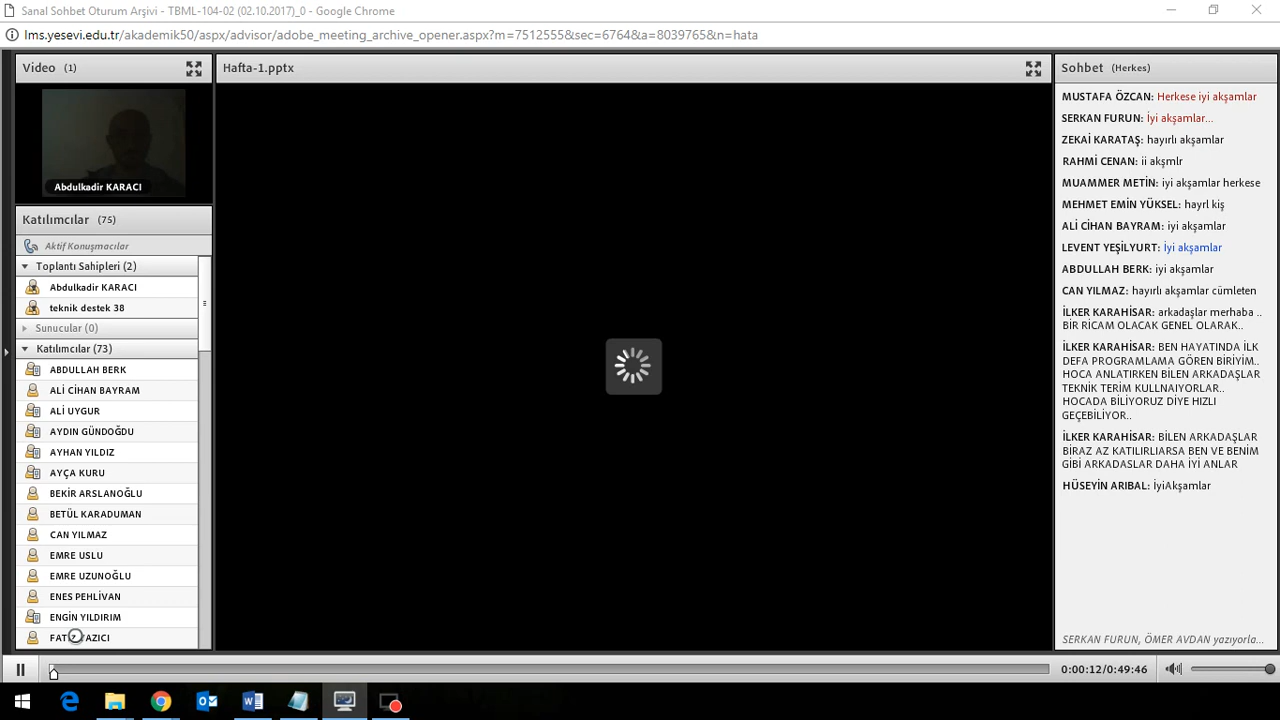 Sanal Sohbet Oturum Arşivi - TBML-104-02 (02.10.2017)_0 - Google Chrome
lms.yesevi.edu.tr/akademik50/aspx/advisor/adobe_meeting_archive_opener.aspx?m=7512555&sec=6764&a=8039765&n=hata
Video (1)
Abdulkadir KARACI
Katılımcılar (75)
Aktif Konuşmacılar
Toplantı Sahipleri (2)
Abdulkadir KARACI
teknik destek 38
Sunucular (0)
Katılımcılar (73)
ABDULLAH BERK
ALİ CİHAN BAYRAM
ALİ UYGUR
AYDIN GÜNDOĞDU
AYHAN YILDIZ
AYÇA KURU
BEKİR ARSLANOĞLU
BETÜL KARADUMAN
CAN YILMAZ
EMRE USLU
EMRE UZUNOĞLU
ENES PEHLİVAN
ENGİN YILDIRIM
YAZICI
Hafta-1.pptx
Sohbet (Herkes)
MUSTAFA ÖZCAN: Herkese iyi akşamlar
SERKAN FURUN: İyi akşamlar...
ZEKAİ KARATAŞ: hayırlı akşamlar
RAHMİ CENAN: ii akşmlr
MUAMMER METİN: iyi akşamlar herkese
MEHMET EMİN YÜKSEL: hayrl kiş
ALİ CİHAN BAYRAM: iyi akşamlar
LEVENT YEŞİLYURT: İyi akşamlar
ABDULLAH BERK: iyi akşamlar
CAN YILMAZ: hayırlı akşamlar cümleten
İLKER KARAHİSAR: arkadaşlar merhaba ..
BİR RİCAM OLACAK GENEL OLARAK..
İLKER KARAHİSAR: BEN HAYATINDA İLK
DEFA PROGRAMLAMA GÖREN BİRİYİM..
HOCA ANLATIRKEN BİLEN ARKADAŞLAR
TEKNİK TERİM KULLNAIYORLAR..
HOCADA BİLİYORUZ DİYE HIZLI
GEÇEBİLİYOR..
İLKER KARAHİSAR: BİLEN ARKADAŞLAR
BİRAZ AZ KATILIRLIARSA BEN VE BENİM
GİBİ ARKADASLAR DAHA İYİ ANLAR
HÜSEYİN ARIBAL: İyiAkşamlar
SERKAN FURUN, ÖMER AVDAN yazıyorla...
0:00:12/0:49:46